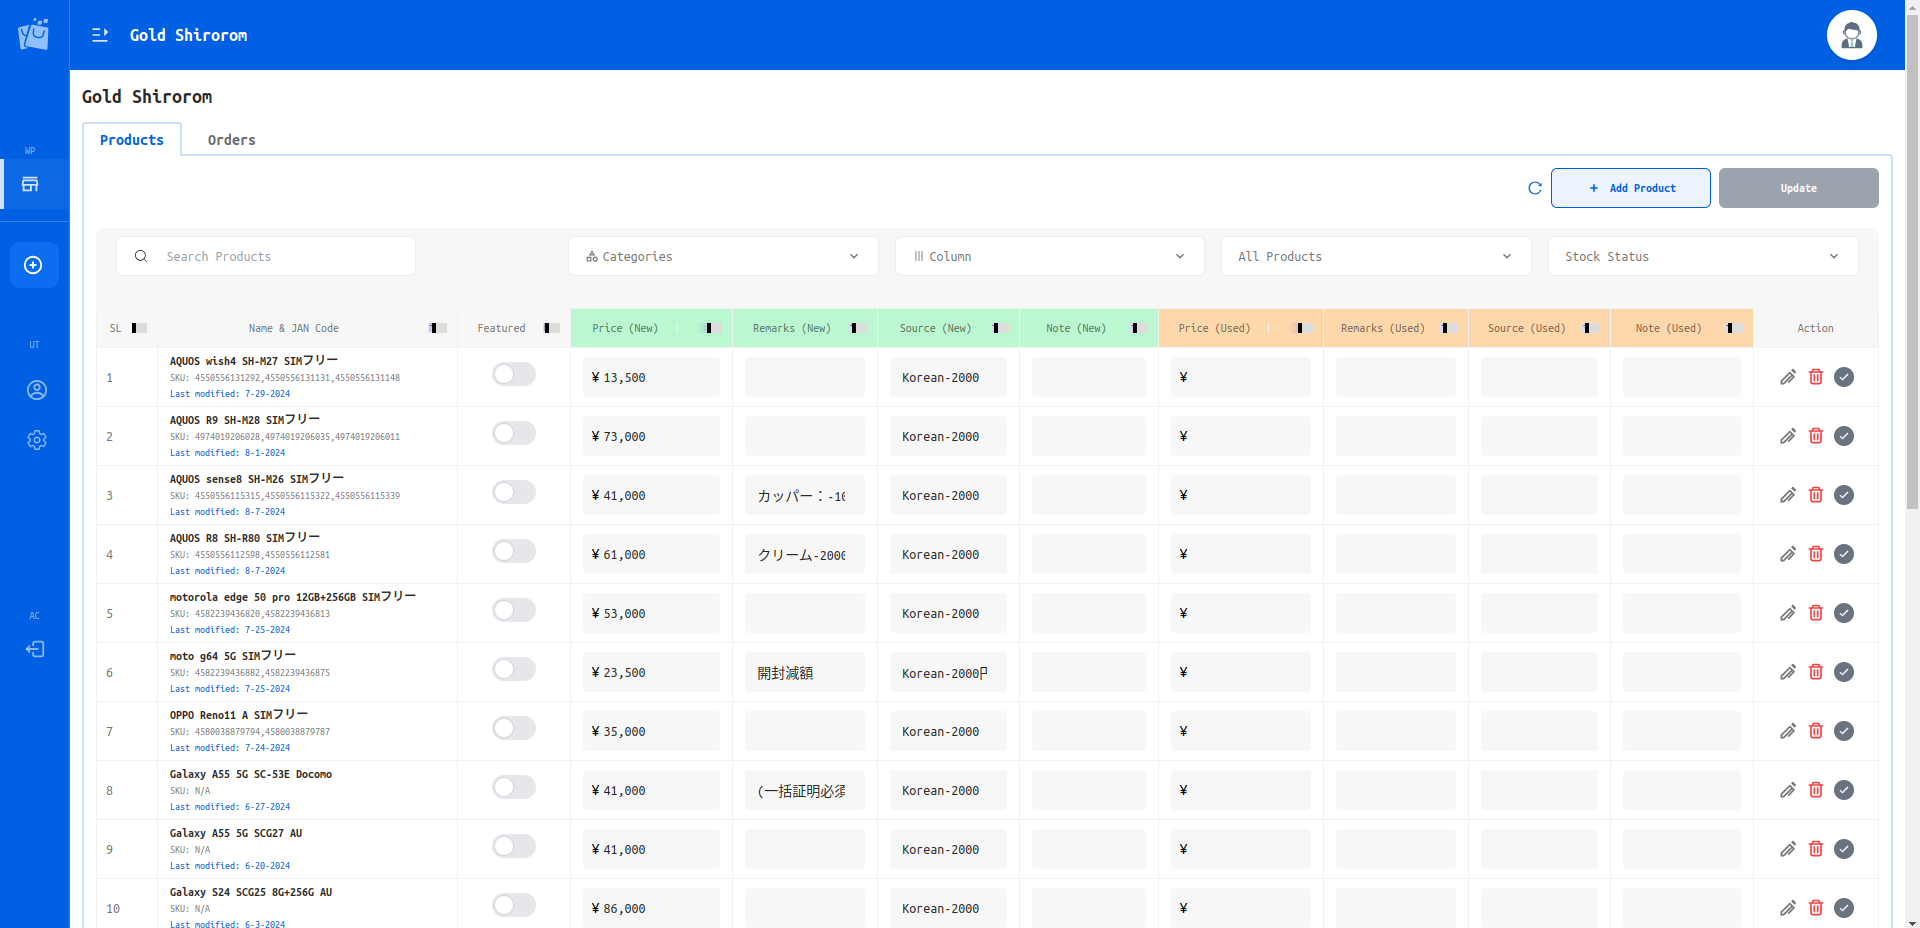 Gold Shirorom
Gold Shirorom
WP
UT
AC
Products
Orders
+ Add Product
Update
Search Products
Categories
Column
All Products
Stock Status
SL
Name & JAN Code
Featured
Price (New)
Remarks (New)
Source (New)
Note (New)
Price (Used)
Remarks (Used)
Source (Used)
Note (Used)
Action
1
AQUOS wish4 SH-M27 SIMフリー
SKU: 4550556131292,4550556131131,4550556131148
Last modified: 7-29-2024
¥ 13,500
Korean-2000
¥
2
AQUOS R9 SH-M28 SIMフリー
SKU: 4974019206028,4974019206035,4974019206011
Last modified: 8-1-2024
¥ 73,000
Korean-2000
¥
3
AQUOS sense8 SH-M26 SIMフリー
SKU: 4550556115315,4550556115322,4550556115339
Last modified: 8-7-2024
¥ 41,000
カッパー：-10
Korean-2000
¥
4
AQUOS R8 SH-R80 SIMフリー
SKU: 4550556112598,4550556112581
Last modified: 8-7-2024
¥ 61,000
クリーム-2000
Korean-2000
¥
5
motorola edge 50 pro 12GB+256GB SIMフリー
SKU: 4582239436820,4582239436813
Last modified: 7-25-2024
¥ 53,000
Korean-2000
¥
6
moto g64 5G SIMフリー
SKU: 4582239436882,4582239436875
Last modified: 7-25-2024
¥ 23,500
開封減額
Korean-2000円
¥
7
OPPO Reno11 A SIMフリー
SKU: 4580038879794,4580038879787
Last modified: 7-24-2024
¥ 35,000
Korean-2000
¥
8
Galaxy A55 5G SC-53E Docomo
SKU: N/A
Last modified: 6-27-2024
¥ 41,000
(一括証明必須
Korean-2000
¥
9
Galaxy A55 5G SCG27 AU
SKU: N/A
Last modified: 6-20-2024
¥ 41,000
Korean-2000
¥
10
Galaxy S24 SCG25 8G+256G AU
SKU: N/A
Last modified: 6-3-2024
¥ 86,000
Korean-2000
¥